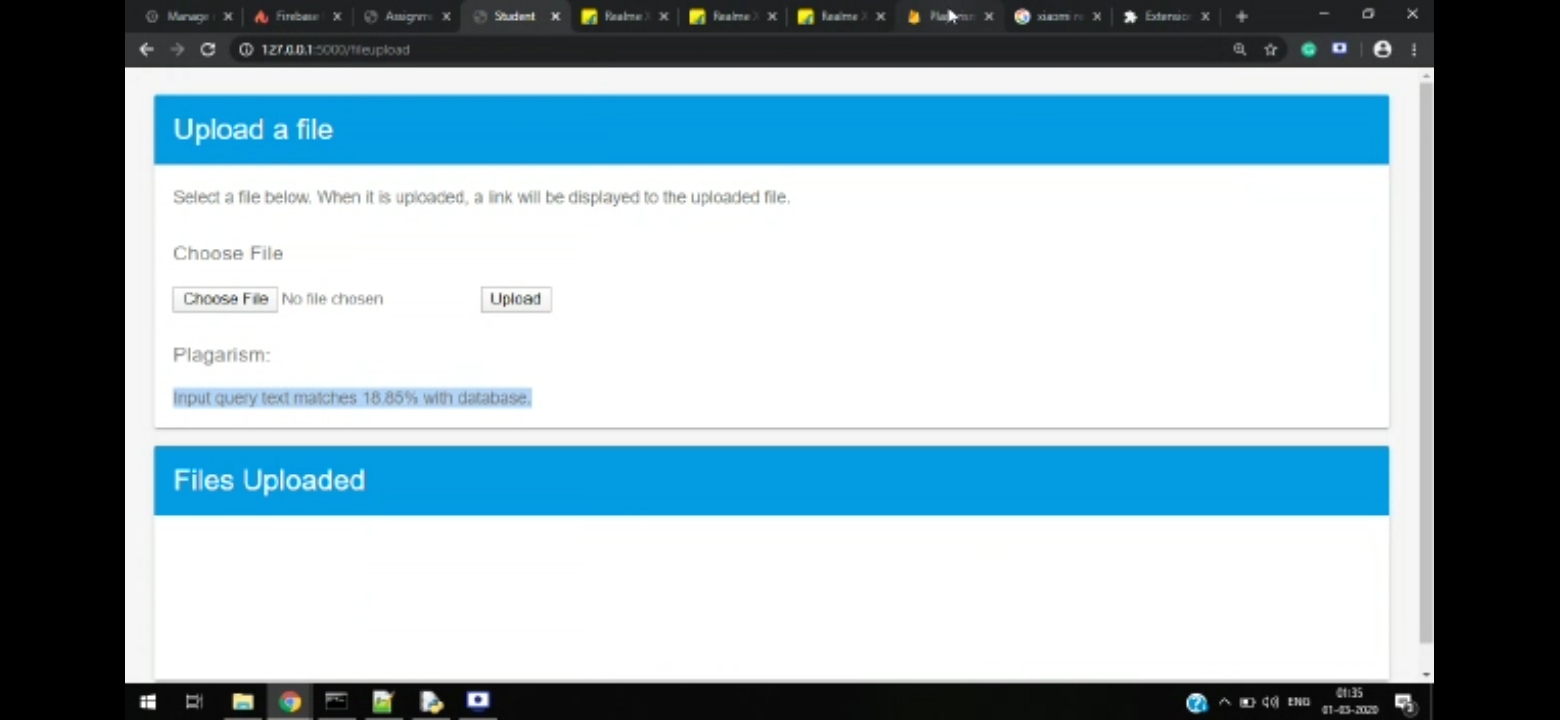 Manage
Firebase
Assignm
Student
Realme X
Realme X
Realme X
xiaomi n
Extensio
127.0.0.1:5000/fileupload
Upload a file
Select a file below. When it is uploaded, a link will be displayed to the uploaded file.
Choose File
Choose File No file chosen Upload
Plagarism:
Input query text matches 18.85% with database.
Files Uploaded
ENG
01:35
01-03-2020